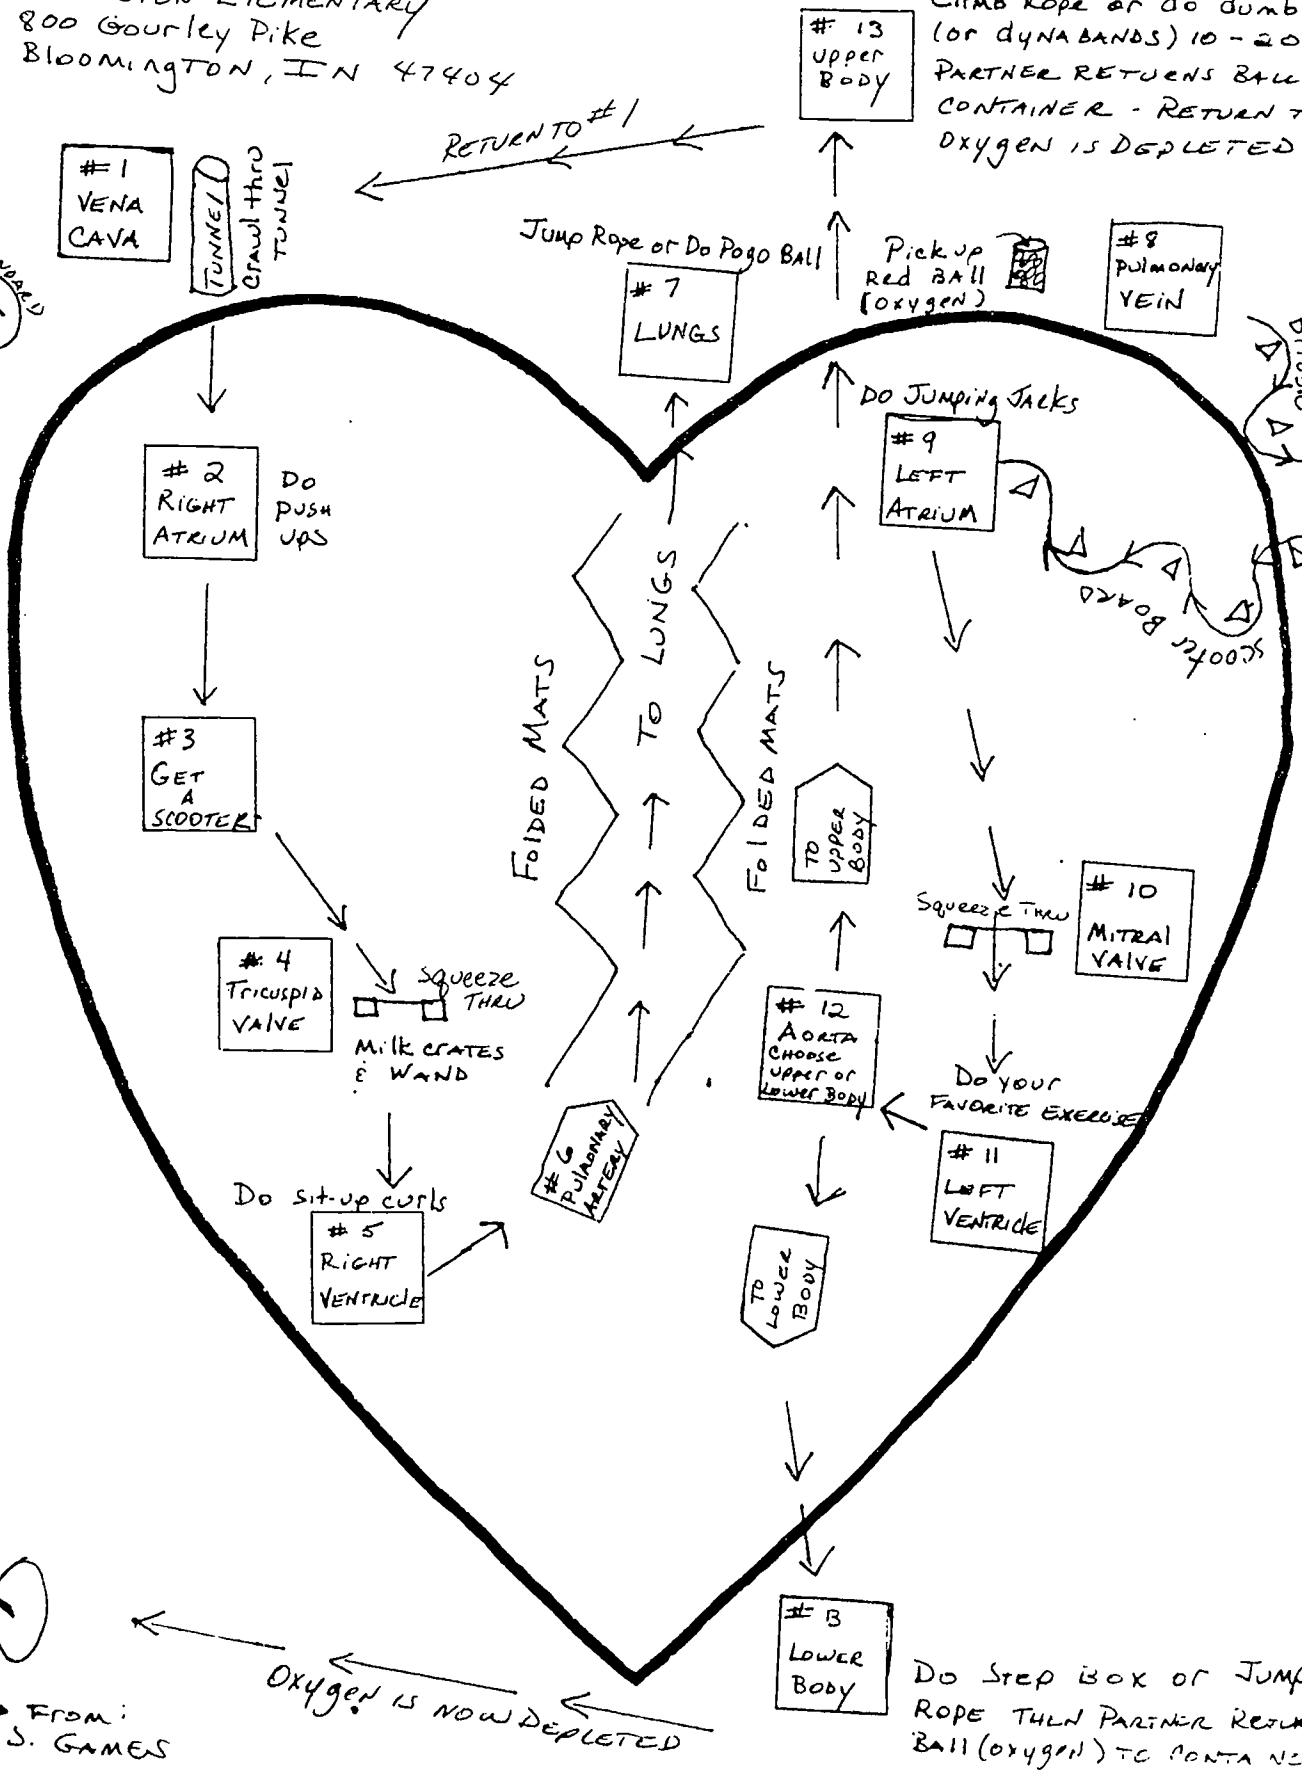 ELEMENTARY
800 Gourley Pike
Bloomington, IN 47404
# 13
Upper
BODY
Climb Rope or do dumb
(or dynabands) 10-20
PARTNER RETURNS BALL
CONTAINER - RETURN T
Oxygen is DEPLETED
RETURN TO #1
# 1
VENA
CAVA
TUNNEL
Crawl thru
TUNNEL
Jump Rope or Do Pogo BALL
# 7
LUNGS
Pick up
Red BAll
(oxygen)
# 8
Pulmonary
VEIN
Do Jumping Jacks
# 9
LEFT
ATRIUM
# 2
RIGHT
ATRIUM
Do
PUSH
UPS
scooter BOARD
#3
GET
A
SCOOTER
FOLDED MATS
TO LUNGS
FOLDED MATS
TO
UPPER
BODY
Squeeze THRU
# 10
MITRAl
VALVE
# 4
Tricuspid
VALVE
Squeeze
THRU
Milk crates
& WAND
# 12
AORTA
CHOOSE
upper or
Lower Body
Do your
FAVORITE EXERCISE
# 6
PULMONARY
ARTERY
# 11
LEFT
VENTRICLE
Do sit-up curls
# 5
RIGHT
VENTRICLE
TO
LOWER
BODY
# B
LOWER
BODY
Oxygen is now DEPLETED
Do Step Box or Jump
ROPE THEN PARTNER
Ball (oxygen) TO
From:
S. GAMES